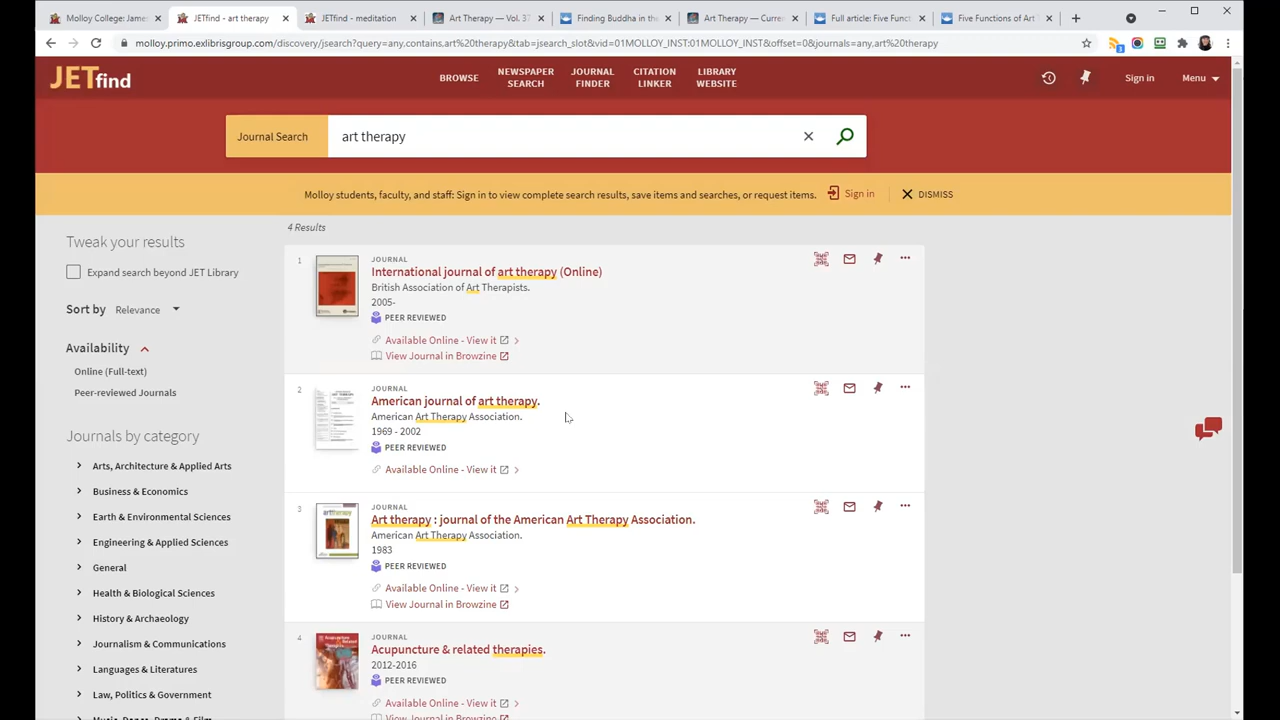 Molloy College: James
JETfind - art therapy
JETfind - meditation
Art Therapy — Vol. 37
Finding Buddha in the
Art Therapy — Curre
Full article: Five Funct
Five Functions of Art
molloy.primo.exlibrisgroup.com/discovery/jsearch?query=any,contains,art%20therapy&tab=jsearch_slot&vid=01MOLLOY_INST:01MOLLOY_INST&offset=0&journals=any,art%20therapy
JETfind
BROWSE
NEWSPAPER SEARCH
JOURNAL FINDER
CITATION LINKER
LIBRARY WEBSITE
Sign in
Menu
Journal Search
art therapy
Molloy students, faculty, and staff: Sign in to view complete search results, save items and searches, or request items.
Sign in
DISMISS
4 Results
Tweak your results
Expand search beyond JET Library
Sort by Relevance
Availability
Online (Full-text)
Peer-reviewed Journals
Journals by category
Arts, Architecture & Applied Arts
Business & Economics
Earth & Environmental Sciences
Engineering & Applied Sciences
General
Health & Biological Sciences
History & Archaeology
Journalism & Communications
Languages & Literatures
Law, Politics & Government
Music, Dance, Drama & Film
1
JOURNAL
International journal of art therapy (Online)
British Association of Art Therapists.
2005-
PEER REVIEWED
Available Online - View it
View Journal in Browzine
2
JOURNAL
American journal of art therapy.
American Art Therapy Association.
1969 - 2002
PEER REVIEWED
Available Online - View it
3
JOURNAL
Art therapy : journal of the American Art Therapy Association.
American Art Therapy Association.
1983
PEER REVIEWED
Available Online - View it
View Journal in Browzine
4
JOURNAL
Acupuncture & related therapies.
2012-2016
PEER REVIEWED
Available Online - View it
View Journal in Browzine